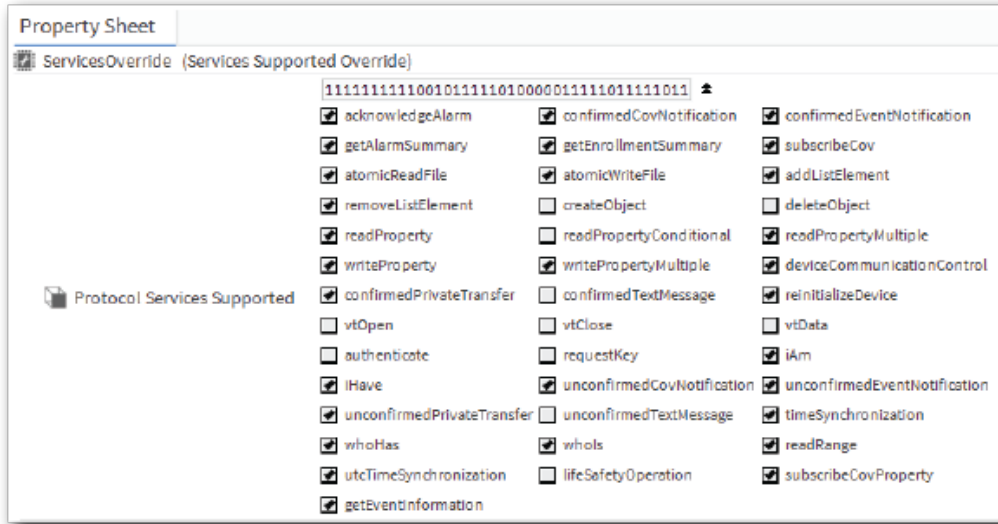 Property Sheet
ServicesOverride (Services Supported Override)
1111111111001011111010000011111011111011
acknowledgeAlarm confirmedCovNotification confirmedEventNotification
getAlarmSummary getEnrollmentSummary subscribeCov
atomicReadFile atomicWriteFile addListElement
removeListElement createObject deleteObject
readProperty readPropertyConditional readPropertyMultiple
writeProperty writePropertyMultiple deviceCommunicationControl
Protocol Services Supported confirmedPrivateTransfer confirmedTextMessage reinitializeDevice
vtOpen vtClose vtData
authenticate requestKey iAm
iHave unconfirmedCovNotification unconfirmedEventNotification
unconfirmedPrivateTransfer unconfirmedTextMessage timeSynchronization
whoHas whoIs readRange
utcTimeSynchronization lifeSafetyOperation subscribeCovProperty
getEventInformation